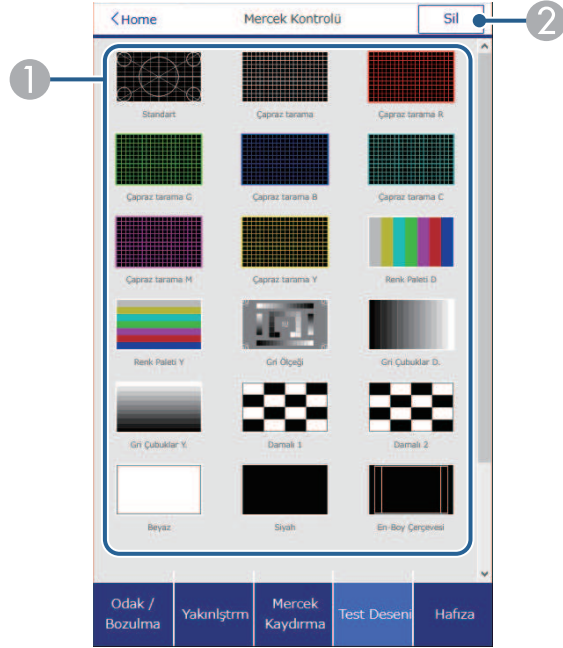 Home
Mercek Kontrolü
Sil
2
1
Standart
Çapraz tarama
Çapraz tarama R
Çapraz tarama G
Çapraz tarama B
Çapraz tarama C
Çapraz tarama M
Çapraz tarama Y
Renk Paleti D
Renk Paleti Y
Gri Ölçeği
Gri Çubuklar D.
Gri Çubuklar Y.
Damalı 1
Damalı 2
Beyaz
Siyah
En-Boy Çerçevesi
Odak /
Bozulma
Yakınlştrm
Mercek
Kaydırma
Test Deseni
Hafıza